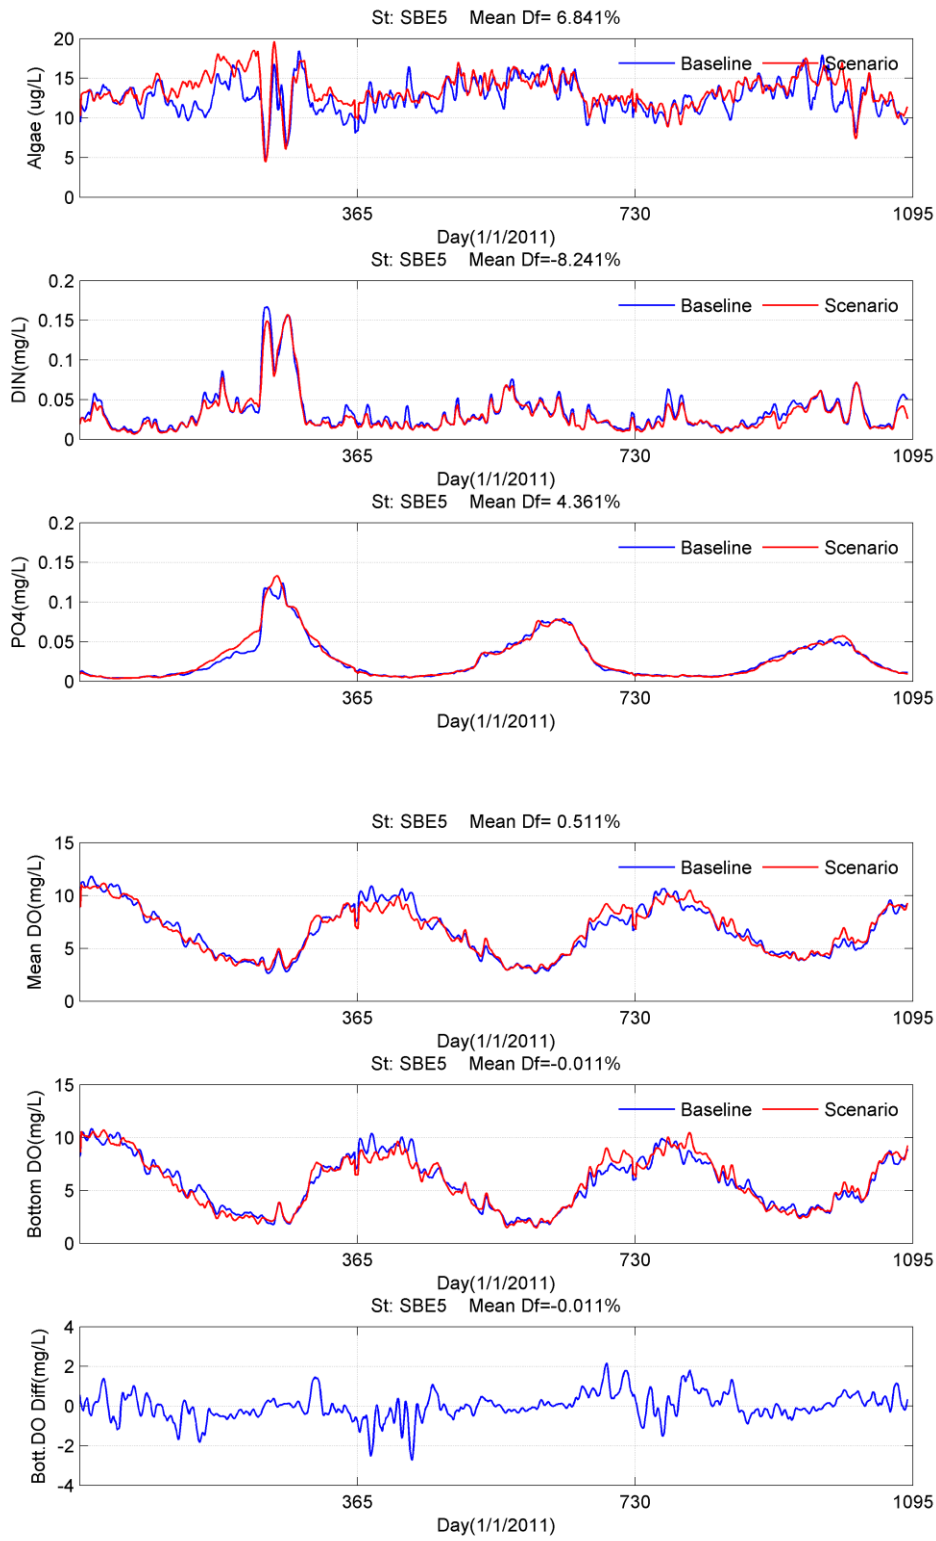 St: SBE5 Mean Df= 6.841%
20
15
10
5
0
Algae (ug/L)
Baseline Scenario
365 730 1095
Day(1/1/2011)
St: SBE5 Mean Df=-8.241%
0.2
0.15
0.1
0.05
0
DIN(mg/L)
Baseline Scenario
365 730 1095
Day(1/1/2011)
St: SBE5 Mean Df= 4.361%
0.2
0.15
0.1
0.05
0
PO4(mg/L)
Baseline Scenario
365 730 1095
Day(1/1/2011)
St: SBE5 Mean Df= 0.511%
15
10
5
0
Mean DO(mg/L)
Baseline Scenario
365 730 1095
Day(1/1/2011)
St: SBE5 Mean Df=-0.011%
15
10
5
0
Bottom DO(mg/L)
Baseline Scenario
365 730 1095
Day(1/1/2011)
St: SBE5 Mean Df=-0.011%
4
2
0
-2
-4
Bott.DO Diff(mg/L)
365 730 1095
Day(1/1/2011)